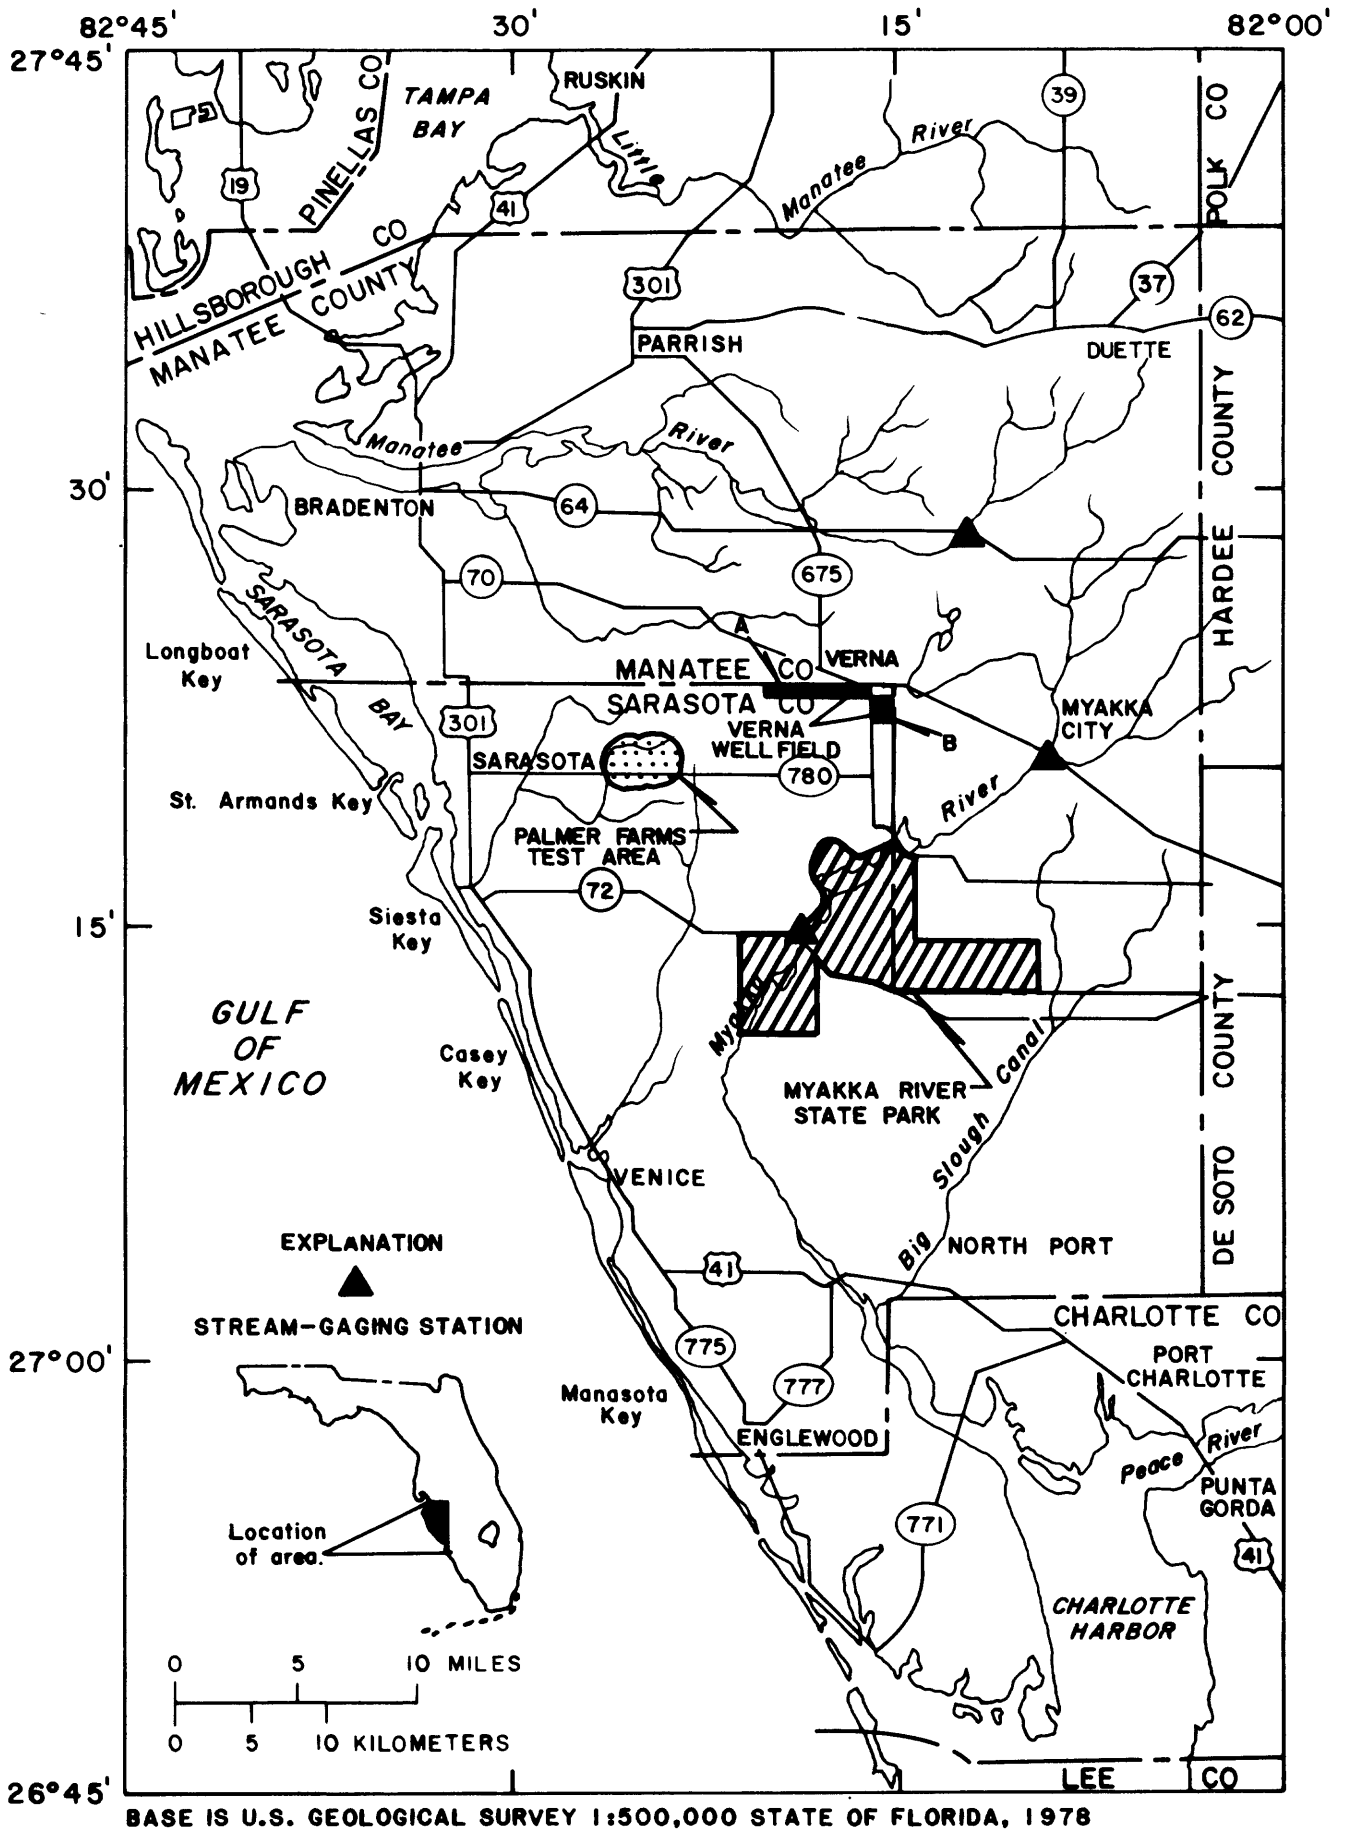 82°45' 30' 15' 82°00'
27°45'
RUSKIN
TAMPA
BAY
PINELLAS CO
39
POLK CO
19
41
Little
Manatee River
HILLSBOROUGH CO
MANATEE COUNTY
301
37
62
PARRISH
DUETTE
Manatee River
30'
BRADENTON
64
HARDEE COUNTY
70
675
SARASOTA BAY
A
Longboat
Key
MANATEE CO
VERNA
SARASOTA CO
301
VERNA
WELL FIELD
B
MYAKKA
CITY
SARASOTA
780
St. Armands Key
River
PALMER FARMS
TEST AREA
72
15'
Siesta
Key
GULF
OF
MEXICO
Casey
Key
Myakka
MYAKKA RIVER
STATE PARK
Big Slough Canal
DE SOTO COUNTY
VENICE
EXPLANATION
STREAM-GAGING STATION
41
NORTH PORT
CHARLOTTE CO
27°00'
775
777
PORT
CHARLOTTE
Manasota
Key
ENGLEWOOD
Peace River
PUNTA
GORDA
771
41
Location
of area.
CHARLOTTE
HARBOR
0 5 10 MILES
0 5 10 KILOMETERS
26°45'
LEE CO
BASE IS U.S. GEOLOGICAL SURVEY 1:500,000 STATE OF FLORIDA, 1978